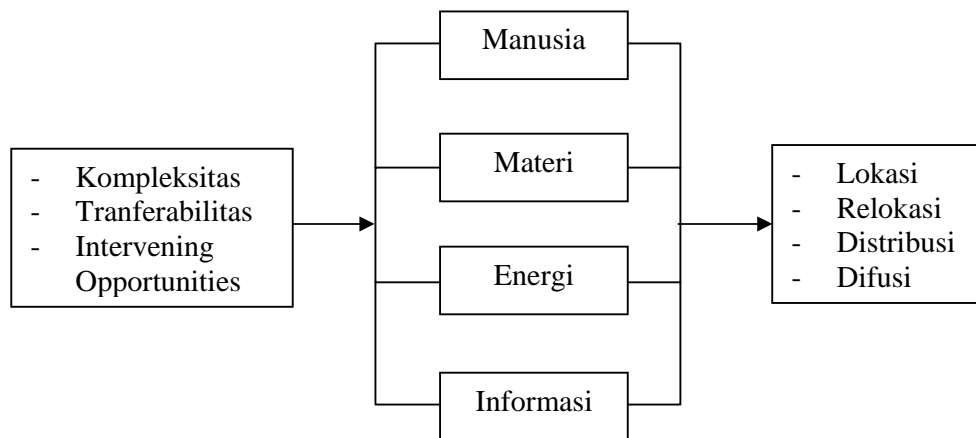 - Kompleksitas
- Tranferabilitas
- Intervening
Opportunities
Manusia
Materi
Energi
Informasi
- Lokasi
- Relokasi
- Distribusi
- Difusi